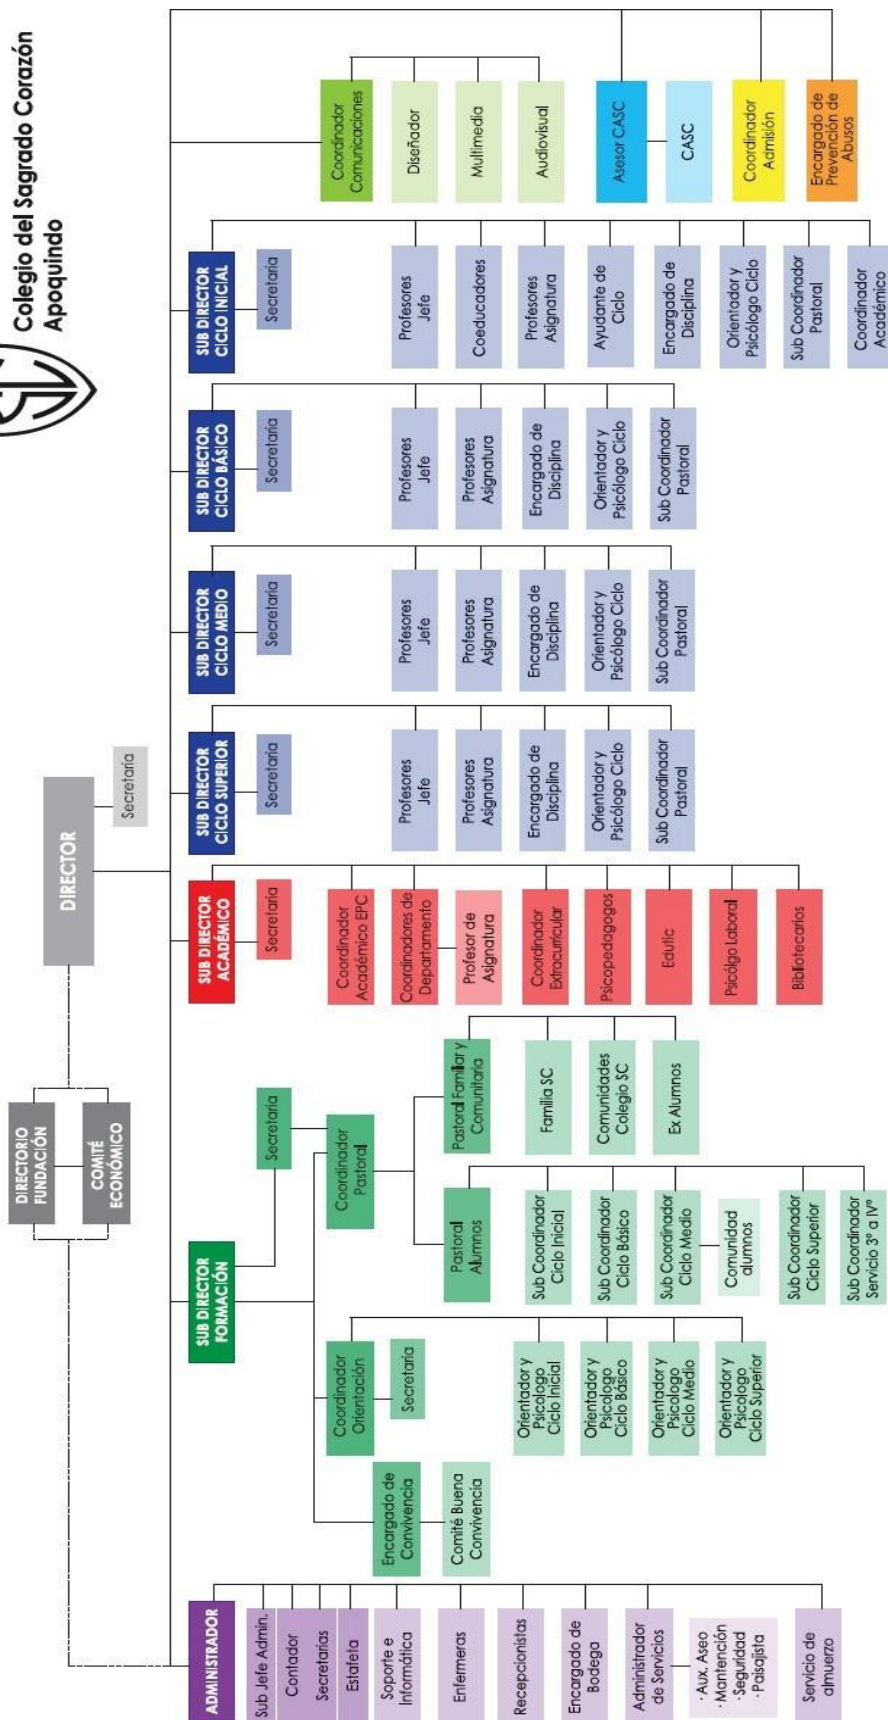 Colegio del Sagrado Corazón
Apoquindo
DIRECTORIO
FUNDACIÓN
COMITÉ
ECONÓMICO
DIRECTOR
Secretaria
ADMINISTRADOR
Sub Jefe Admin.
Contador
Secretarias
Estafeta
Soporte e
Informática
Enfermeras
Recepcionistas
Encargado de
Bodega
Administrador
de Servicios
· Aux. Aseo
· Mantención
· Seguridad
· Paisajista
Servicio de
almuerzo
SUB DIRECTOR
FORMACIÓN
Secretaria
Encargado de
Convivencia
Comité Buena
Convivencia
Coordinador
Orientación
Secretaria
Orientador y
Psicologo
Ciclo Inicial
Orientador y
Psicologo
Ciclo Básico
Orientador y
Psicologo
Ciclo Medio
Orientador y
Psicologo
Ciclo Superior
Coordinador
Pastoral
Pastoral
Alumnos
Sub Coordinador
Ciclo Inicial
Sub Coordinador
Ciclo Básico
Sub Coordinador
Ciclo Medio
Comunidad
alumnos
Sub Coordinador
Ciclo Superior
Sub Coordinador
Servicio 3º a IVº
Pastoral Familiar y
Comunitaria
Familia SC
Comunidades
Colegio SC
Ex Alumnos
SUB DIRECTOR
ACADÉMICO
Secretaria
Coordinador
Académico EPC
Coordinadores de
Departamento
Profesor de
Asignatura
Coordinador
Extracurricular
Psicopedagogos
Edutic
Psicólgo Laboral
Bibliotecarios
SUB DIRECTOR
CICLO SUPERIOR
Secretaria
Profesores
Jefe
Profesores
Asignatura
Encargado de
Disciplina
Orientador y
Psicólogo Ciclo
Sub Coordinador
Pastoral
SUB DIRECTOR
CICLO MEDIO
Secretaria
Profesores
Jefe
Profesores
Asignatura
Encargado de
Disciplina
Orientador y
Psicólogo Ciclo
Sub Coordinador
Pastoral
SUB DIRECTOR
CICLO BÁSICO
Secretaria
Profesores
Jefe
Profesores
Asignatura
Encargado de
Disciplina
Orientador y
Psicólogo Ciclo
Sub Coordinador
Pastoral
SUB DIRECTOR
CICLO INICIAL
Secretaria
Profesores
Jefe
Coeducadores
Profesores
Asignatura
Ayudante de
Ciclo
Encargado de
Disciplina
Orientador y
Psicólogo Ciclo
Sub Coordinador
Pastoral
Coordinador
Académico
Coordinador
Comunicaciones
Diseñador
Multimedia
Audiovisual
Asesor CASC
CASC
Coordinador
Admisión
Encargado de
Prevención de
Abusos